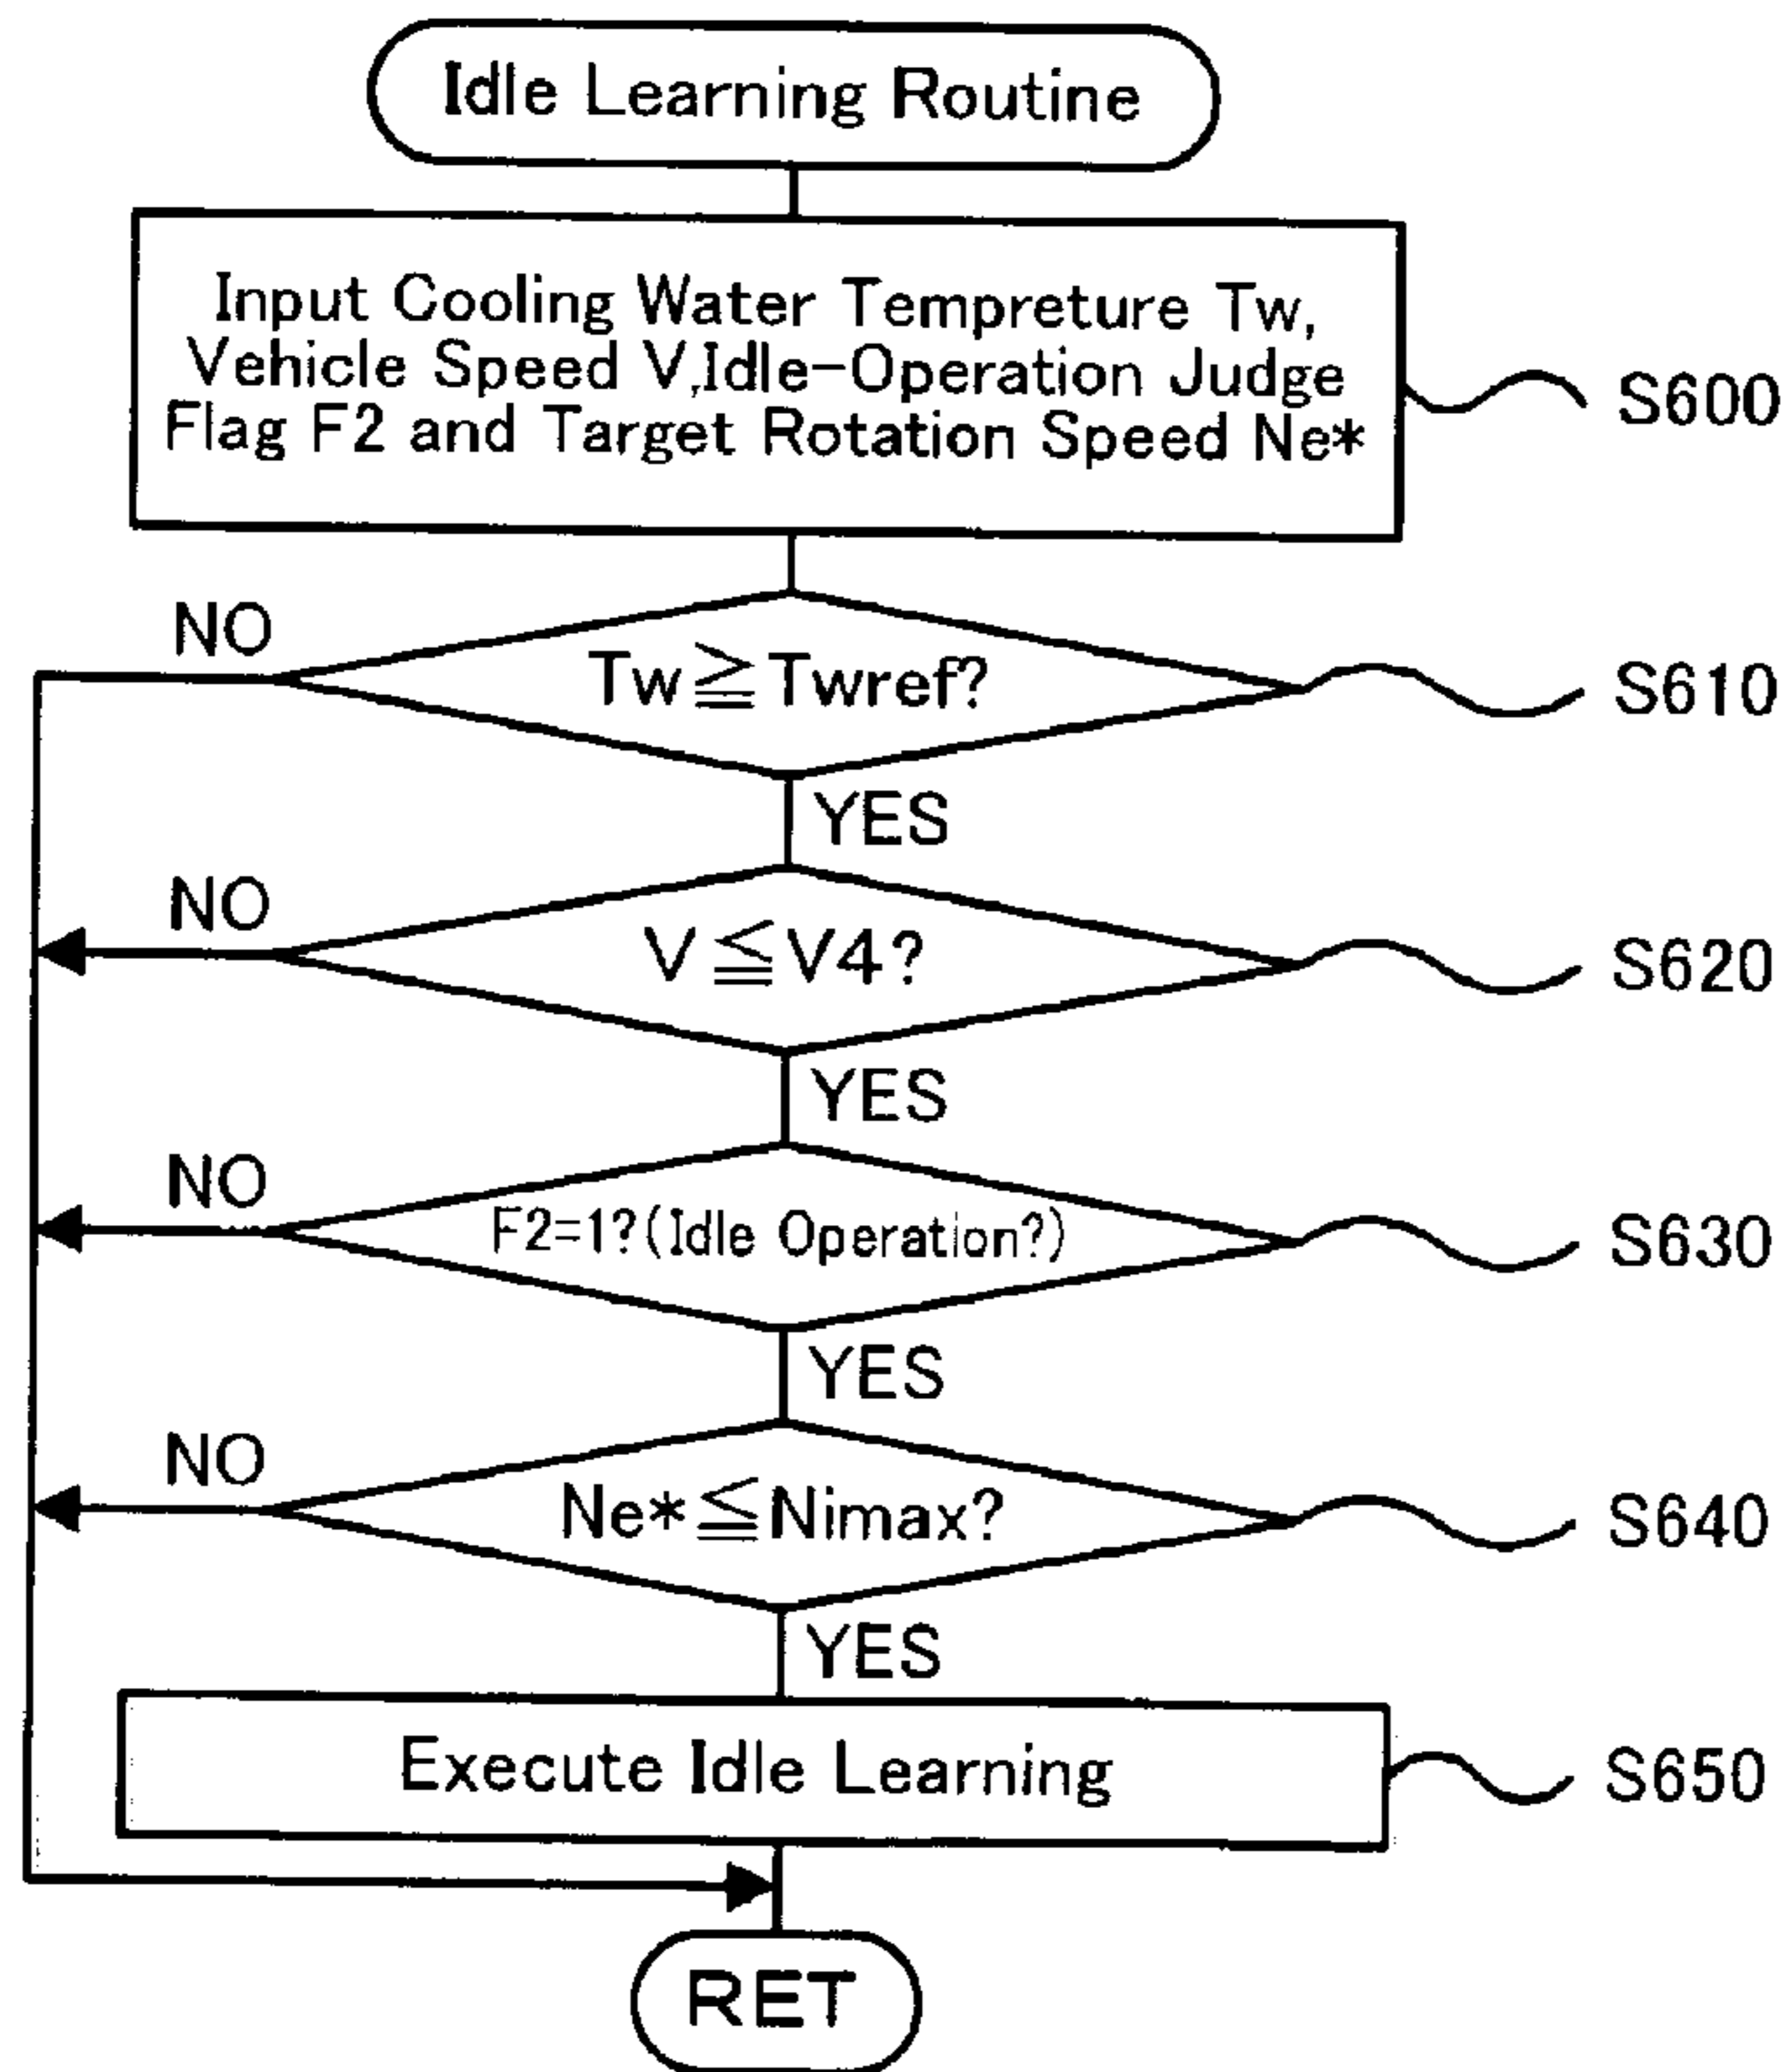 Idle Learning Routine
Input Cooling Water Tempreture Tw,
Vehicle Speed V,Idle-Operation Judge
Flag F2 and Target Rotation Speed Ne*
S600
NO
Tw≧Twref?
S610
YES
NO
V≦V4?
S620
YES
NO
F2=1?(Idle Operation?)
S630
YES
NO
Ne*≦Nimax?
S640
YES
Execute Idle Learning
S650
RET